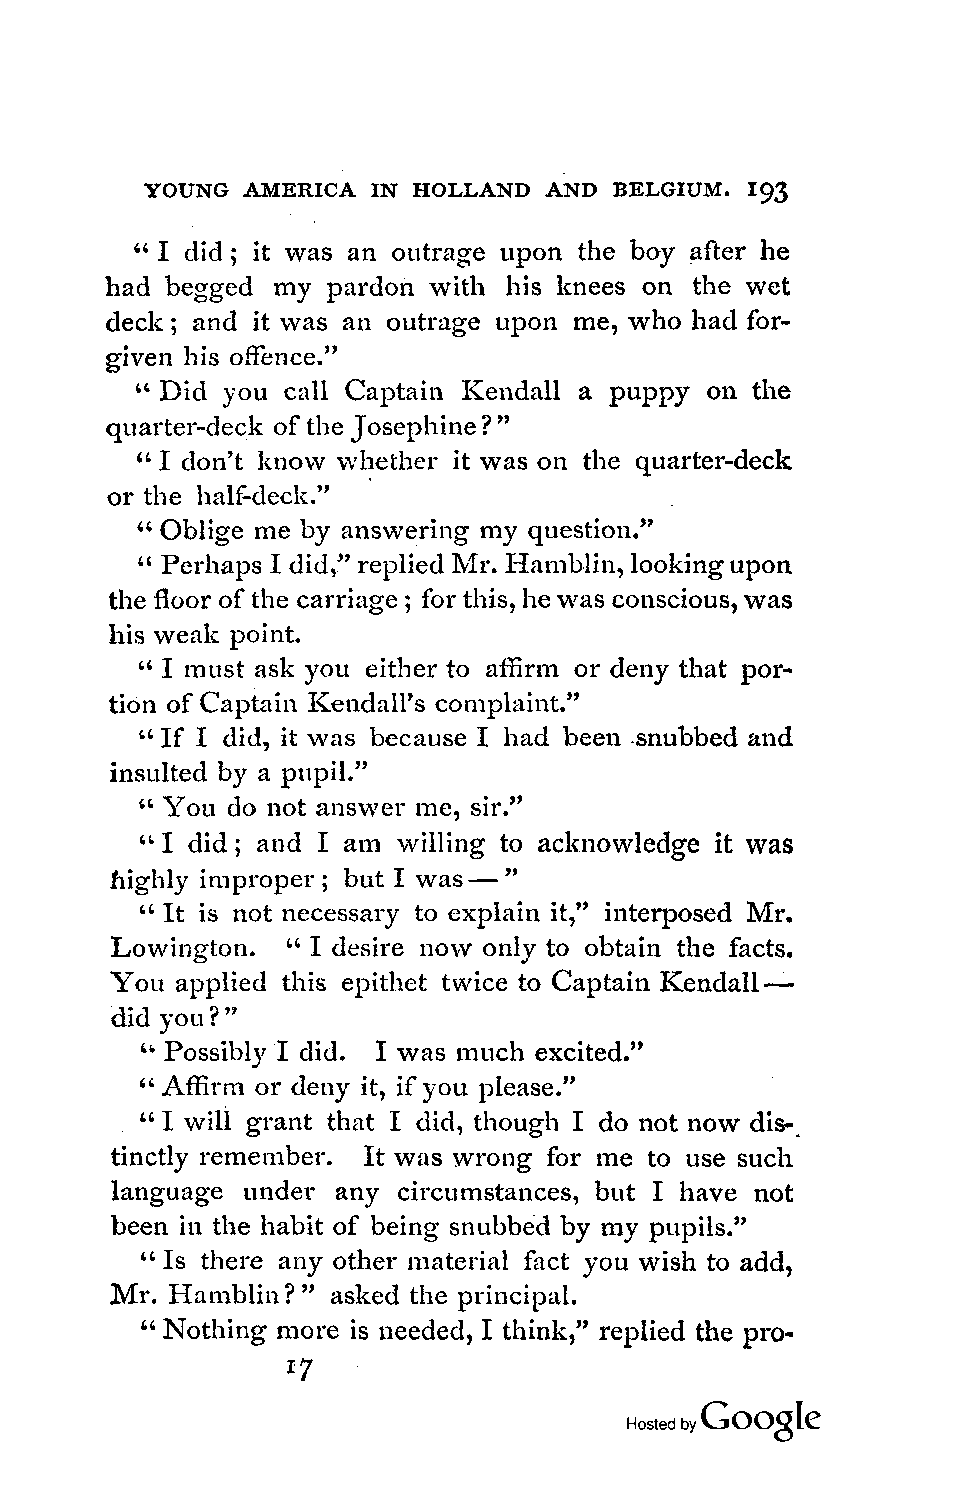 YOUNG AMERICA IN HOLLAND AND BELGIUM. 193
“ I did ; it was an outrage upon the boy after he
had begged my pardon with his knees on the wet
deck ; and it was an outrage upon me, who had for-
given his offence.”
“ Did you call Captain Kendall a puppy on the
quarter-deck of the Josephine ? ”
“ I don't know whether it was on the quarter-deck
or the half-deck.”
“ Oblige me by answering my question.”
“ Perhaps I did,” replied Mr. Hamblin, looking upon
the floor of the carriage ; for this, he was conscious, was
his weak point.
“ I must ask you either to affirm or deny that por-
tion of Captain Kendall's complaint.”
“ If I did, it was because I had been snubbed and
insulted by a pupil.”
“ You do not answer me, sir.”
“ I did ; and I am willing to acknowledge it was
highly improper ; but I was — ”
“ It is not necessary to explain it,” interposed Mr.
Lowington. “ I desire now only to obtain the facts.
You applied this epithet twice to Captain Kendall —
did you ? ”
“ Possibly I did. I was much excited.”
“ Affirm or deny it, if you please.”
“ I will grant that I did, though I do not now dis-
tinctly remember. It was wrong for me to use such
language under any circumstances, but I have not
been in the habit of being snubbed by my pupils.”
“ Is there any other material fact you wish to add,
Mr. Hamblin ? ” asked the principal.
“ Nothing more is needed, I think,” replied the pro-
17
Hosted by Google